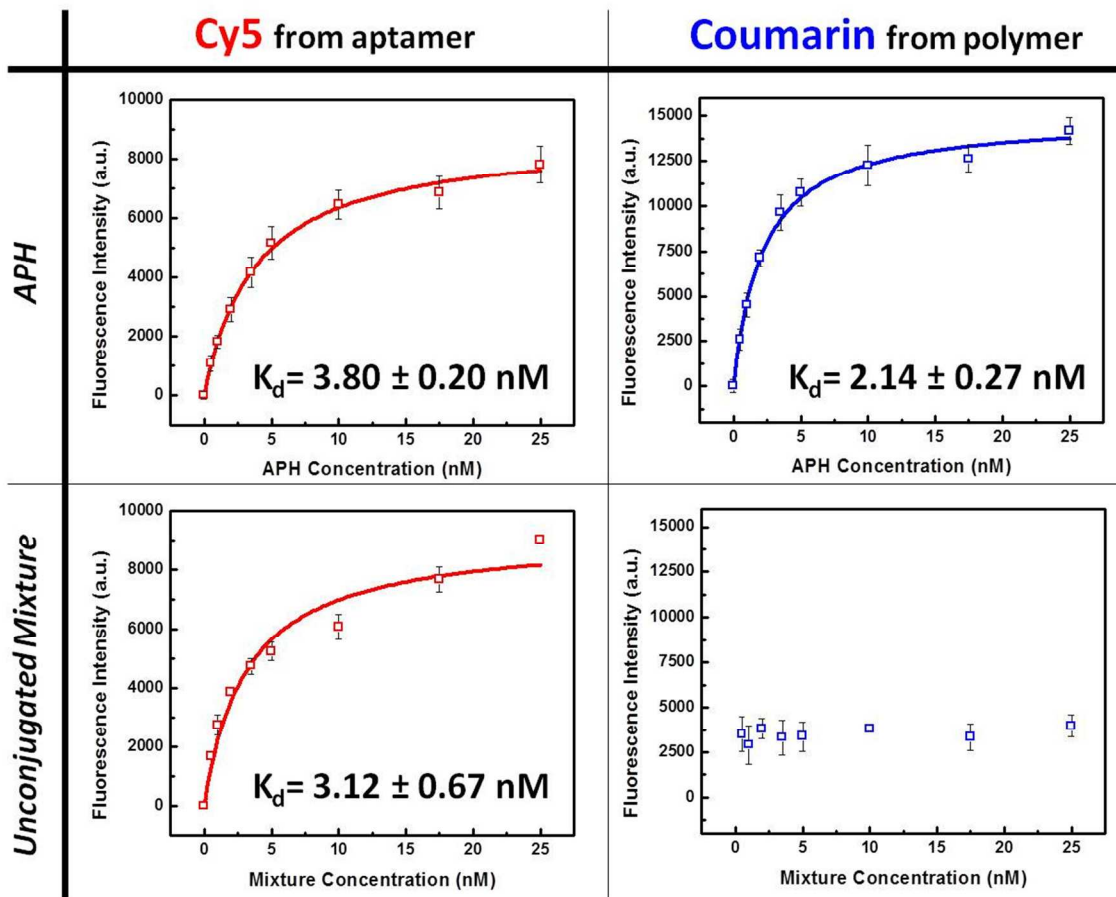 Cy5 from aptamer
Coumarin from polymer
APH
Fluorescence Intensity (a.u.)
10000
8000
6000
4000
2000
0
K_d= 3.80 ± 0.20 nM
0 5 10 15 20 25
APH Concentration (nM)
Fluorescence Intensity (a.u.)
15000
12500
10000
7500
5000
2500
0
K_d= 2.14 ± 0.27 nM
0 5 10 15 20 25
APH Concentration (nM)
Unconjugated Mixture
Fluorescence Intensity (a.u.)
10000
8000
6000
4000
2000
0
K_d= 3.12 ± 0.67 nM
0 5 10 15 20 25
Mixture Concentration (nM)
Fluorescence Intensity (a.u.)
15000
12500
10000
7500
5000
2500
0
0 5 10 15 20 25
Mixture Concentration (nM)